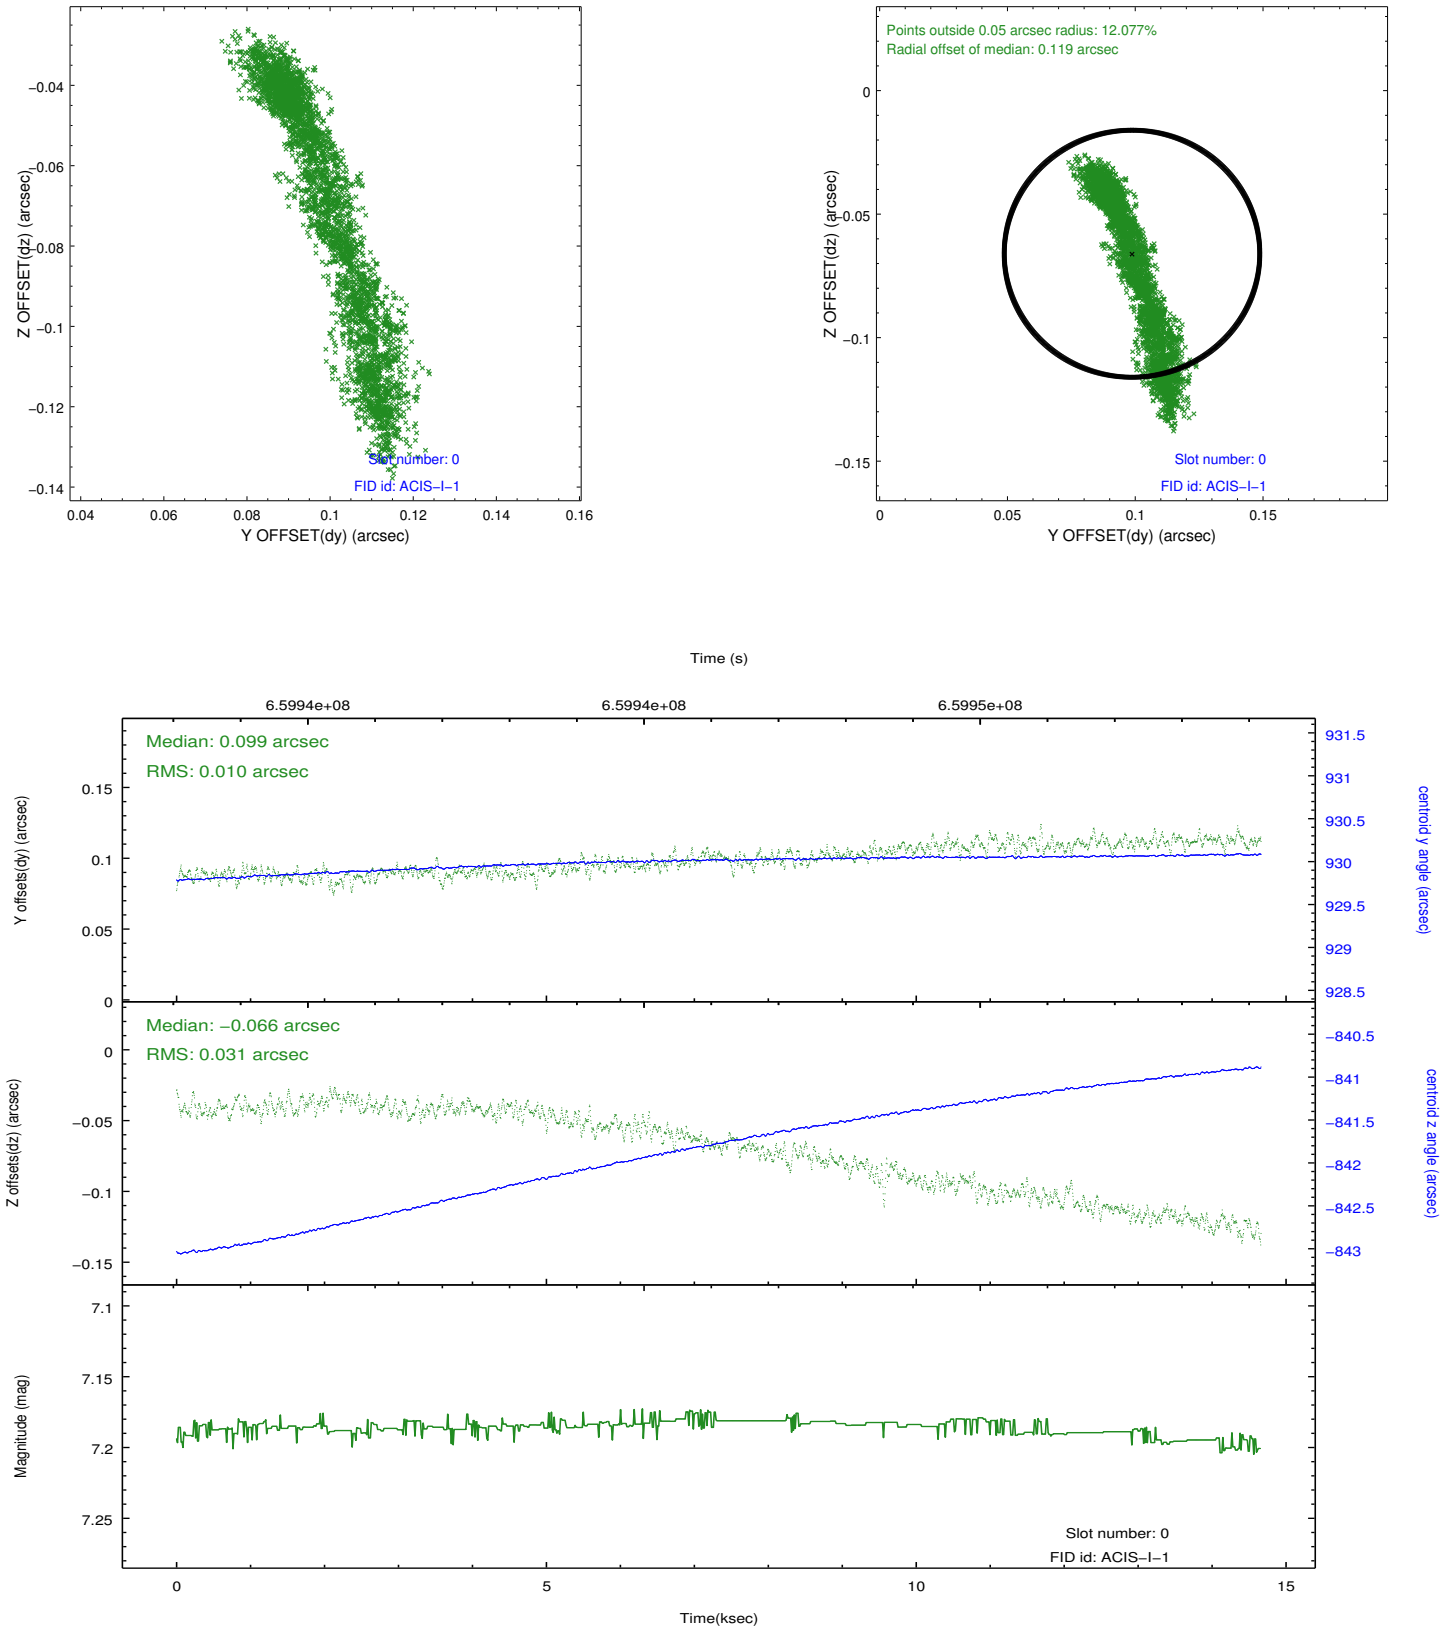 −0.04
−0.06
−0.08
−0.1
−0.12
−0.14
Z OFFSET(dz) (arcsec)
Slot number: 0
FID id: ACIS−I−1
0.04
0.06
0.08
0.1
0.12
0.14
0.16
Y OFFSET(dy) (arcsec)
Points outside 0.05 arcsec radius: 12.077%
Radial offset of median: 0.119 arcsec
0
−0.05
−0.1
−0.15
Z OFFSET(dz) (arcsec)
Slot number: 0
FID id: ACIS−I−1
0
0.05
0.1
0.15
Y OFFSET(dy) (arcsec)
Time (s)
6.5994e+08
6.5994e+08
6.5995e+08
Median: 0.099 arcsec
RMS: 0.010 arcsec
0.15
0.1
0.05
0
Y offsets(dy) (arcsec)
931.5
931
930.5
930
929.5
929
928.5
centroid y angle (arcsec)
Median: −0.066 arcsec
RMS: 0.031 arcsec
0
−0.05
−0.1
−0.15
Z offsets(dz) (arcsec)
−840.5
−841
−841.5
−842
−842.5
−843
centroid z angle (arcsec)
7.1
7.15
7.2
7.25
Magnitude (mag)
Slot number: 0
FID id: ACIS−I−1
0
5
10
15
Time(ksec)